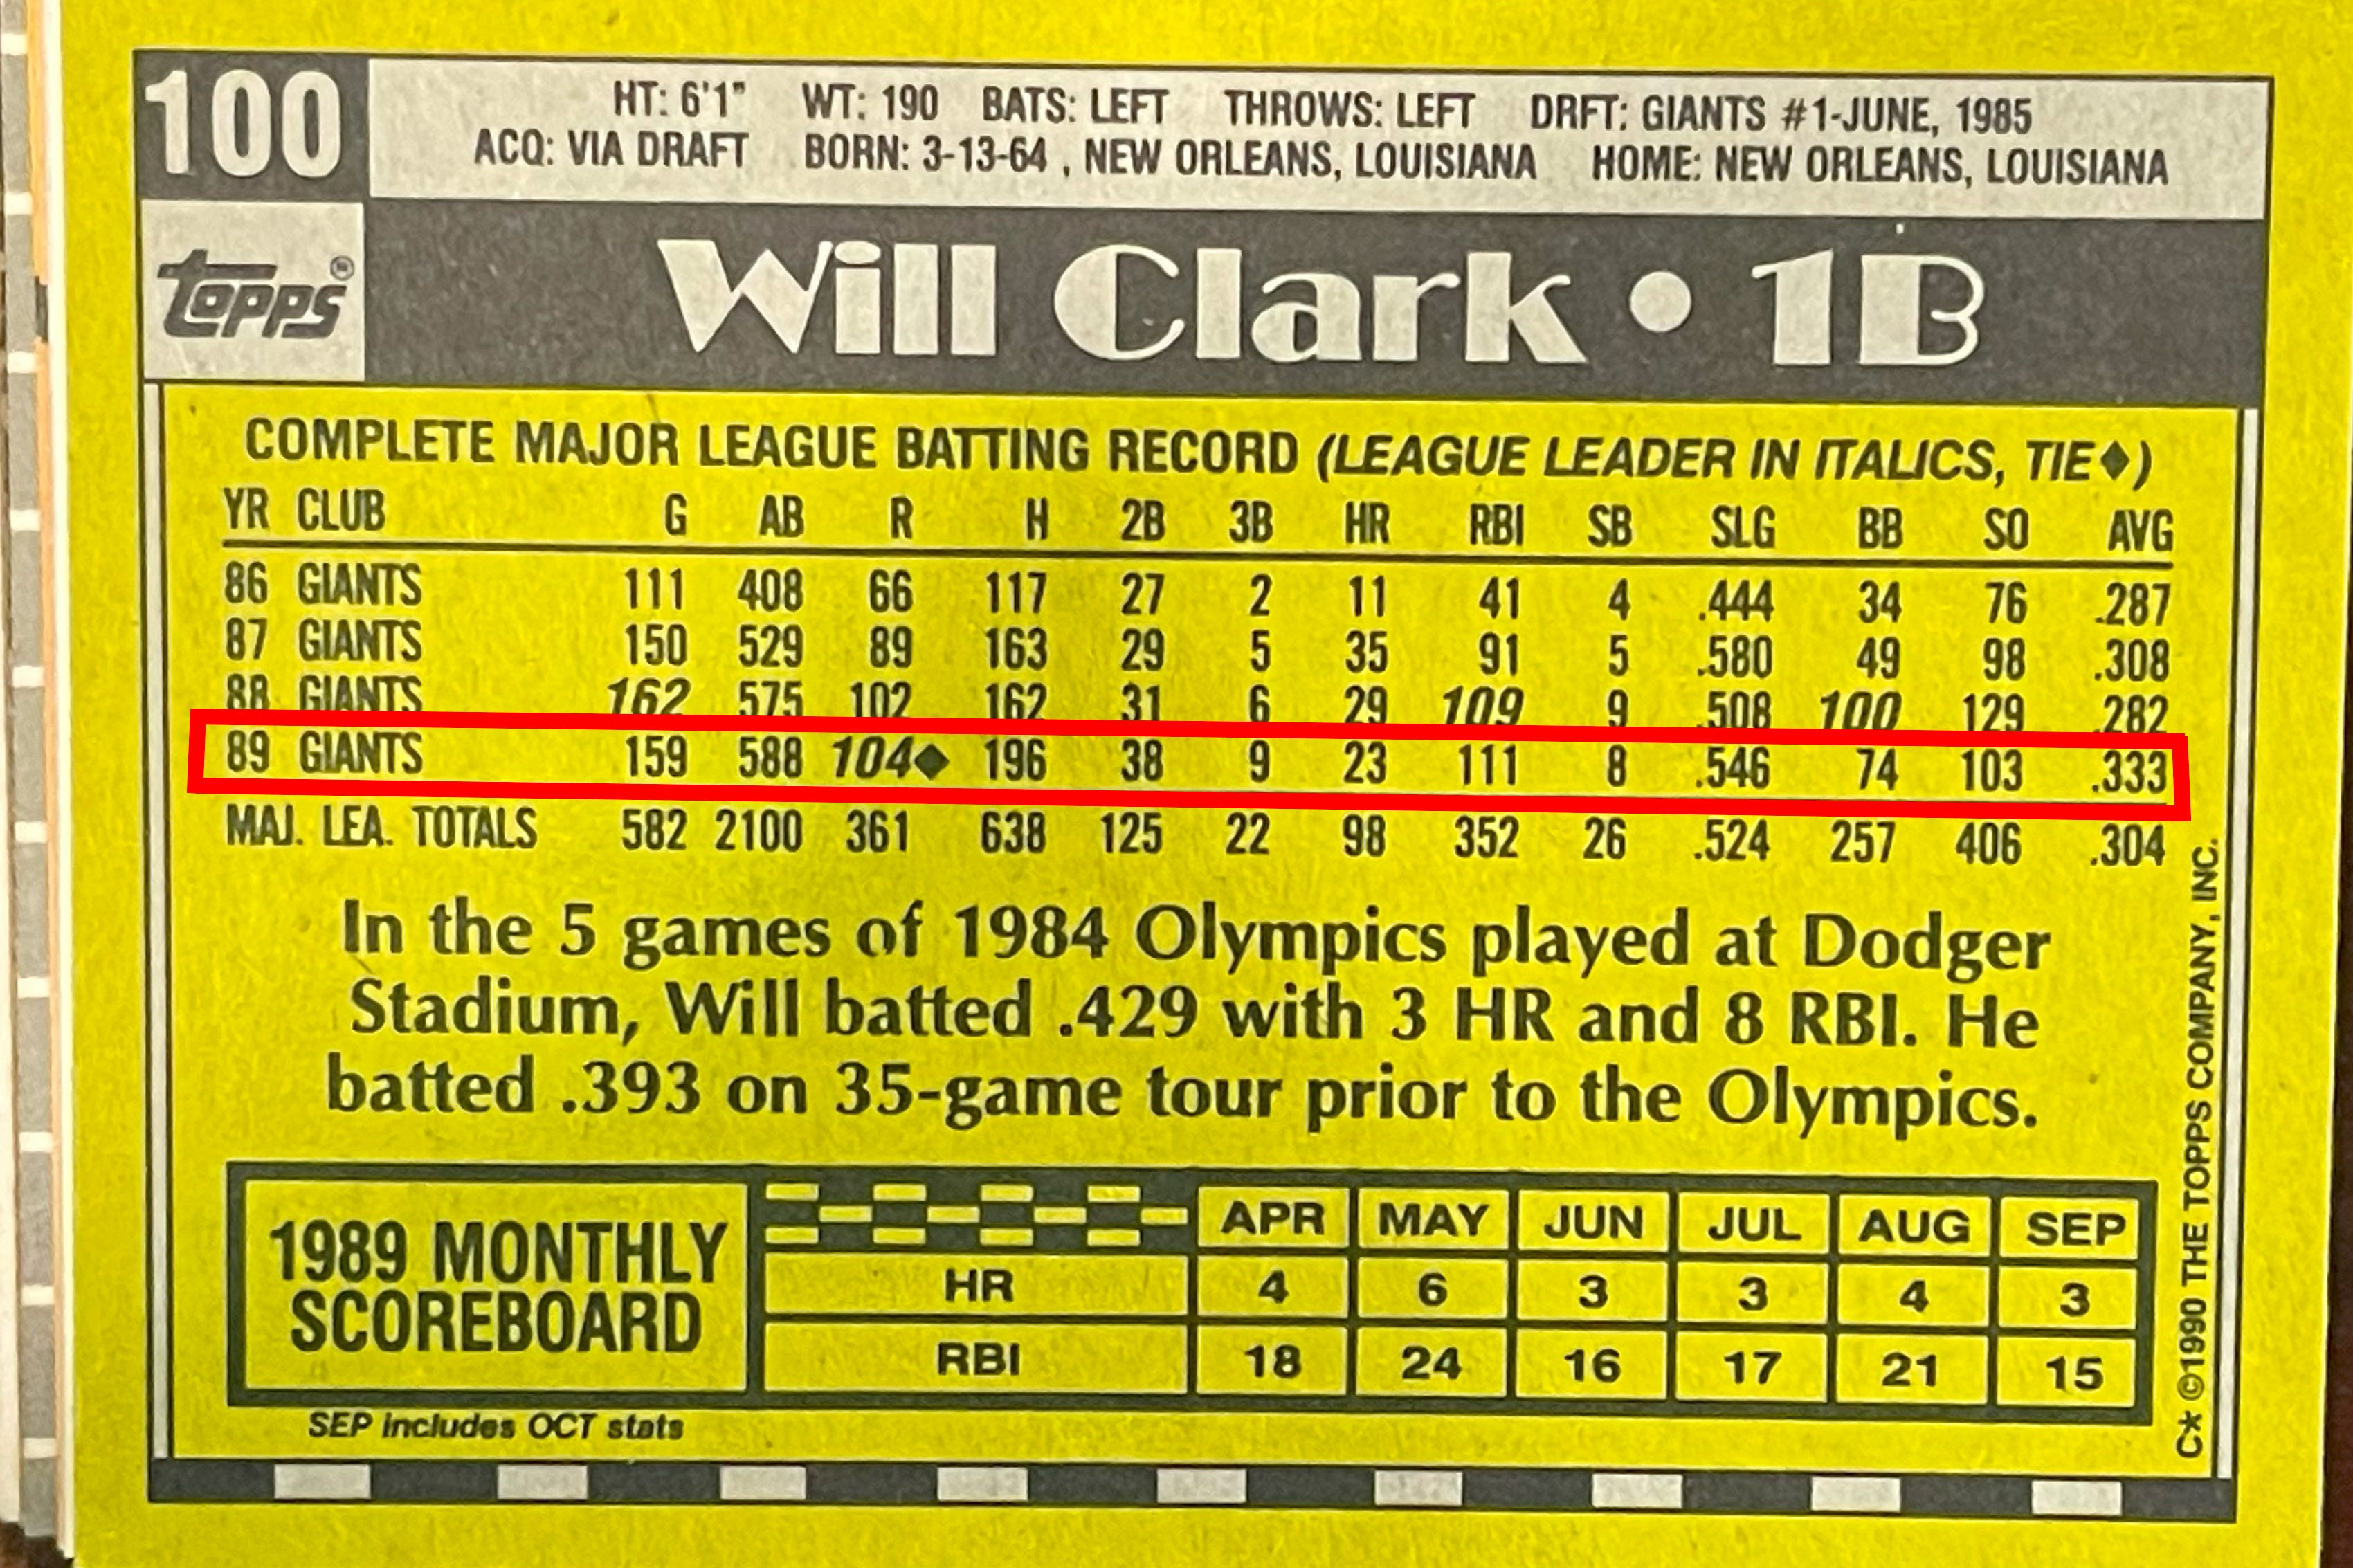 100
HT: 6'1" WT: 190 BATS: LEFT THROWS: LEFT DRFT: GIANTS #1-JUNE, 1985
ACQ: VIA DRAFT BORN: 3-13-64 , NEW ORLEANS, LOUISIANA HOME: NEW ORLEANS, LOUISIANA
Topps®
Will Clark • 1B
COMPLETE MAJOR LEAGUE BATTING RECORD (LEAGUE LEADER IN ITALICS, TIE◆)
YR CLUB G AB R H 2B 3B HR RBI SB SLG BB SO AVG
86 GIANTS 111 408 66 117 27 2 11 41 4 .444 34 76 .287
87 GIANTS 150 529 89 163 29 5 35 91 5 .580 49 98 .308
88 GIANTS 162 575 102 162 31 6 29 109 9 .508 100 129 .282
89 GIANTS 159 588 104◆ 196 38 9 23 111 8 .546 74 103 .333
MAJ. LEA. TOTALS 582 2100 361 638 125 22 98 352 26 .524 257 406 .304
In the 5 games of 1984 Olympics played at Dodger
Stadium, Will batted .429 with 3 HR and 8 RBI. He
batted .393 on 35-game tour prior to the Olympics.
1989 MONTHLY
SCOREBOARD
APR MAY JUN JUL AUG SEP
HR 4 6 3 3 4 3
RBI 18 24 16 17 21 15
SEP includes OCT stats
C* ©1990 THE TOPPS COMPANY, INC.